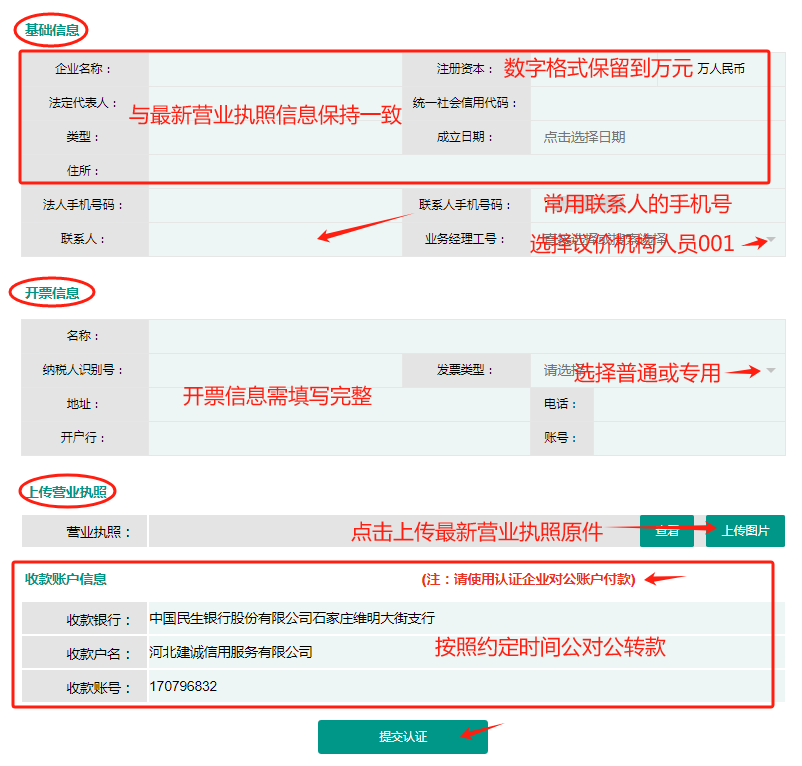 基础信息
企业名称：
注册资本： 数字格式保留到万元 万人民币
法定代表人：
与最新营业执照信息保持一致
统一社会信用代码：
类型：
成立日期： 点击选择日期
住所：
法人手机号码：
联系人手机号码： 常用联系人的手机号
联系人：
业务经理工号： 选择议价机构人员001
开票信息
名称：
纳税人识别号：
发票类型： 请选择 选择普通或专用
开票信息需填写完整
地址：
电话：
开户行：
账号：
上传营业执照
营业执照： 点击上传最新营业执照原件 查看 上传图片
收款账户信息 (注：请使用认证企业对公账户付款)
收款银行： 中国民生银行股份有限公司石家庄维明大街支行
收款户名： 河北建诚信用服务有限公司 按照约定时间公对公转款
收款账号： 170796832
提交认证